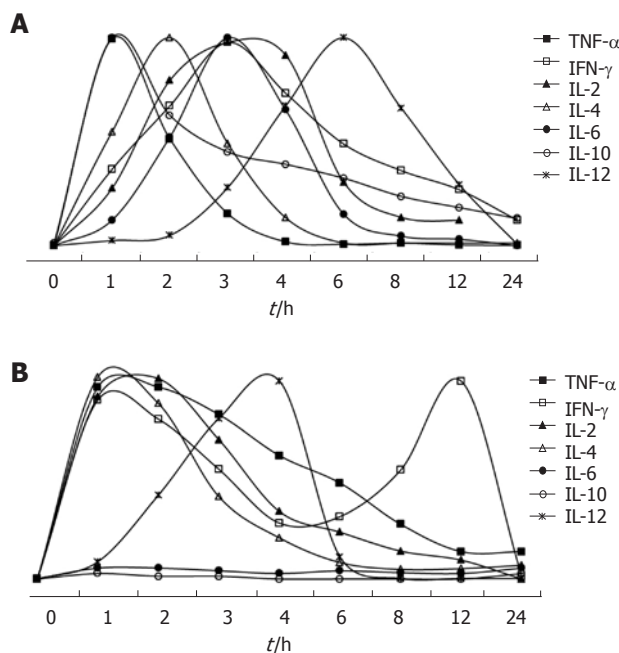 A
TNF-α
IFN-γ
IL-2
IL-4
IL-6
IL-10
IL-12
0 1 2 3 4 6 8 12 24
t/h
B
TNF-α
IFN-γ
IL-2
IL-4
IL-6
IL-10
IL-12
0 1 2 3 4 6 8 12 24
t/h